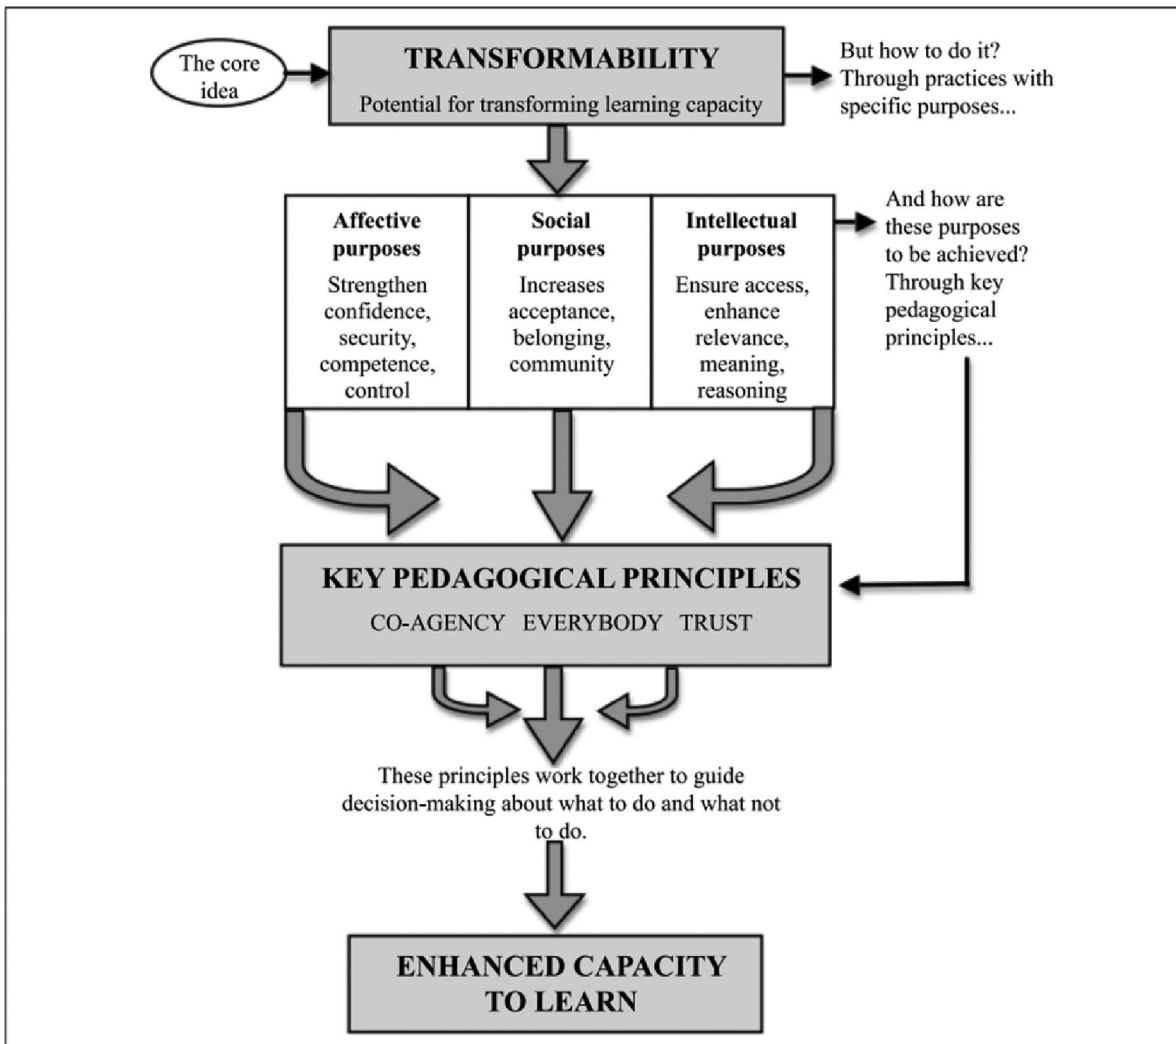 The core
idea
TRANSFORMABILITY
Potential for transforming learning capacity
But how to do it?
Through practices with
specific purposes...
Affective
purposes
Strengthen
confidence,
security,
competence,
control
Social
purposes
Increases
acceptance,
belonging,
community
Intellectual
purposes
Ensure access,
enhance
relevance,
meaning,
reasoning
And how are
these purposes
to be achieved?
Through key
pedagogical
principles...
KEY PEDAGOGICAL PRINCIPLES
CO-AGENCY EVERYBODY TRUST
These principles work together to guide
decision-making about what to do and what not
to do.
ENHANCED CAPACITY
TO LEARN